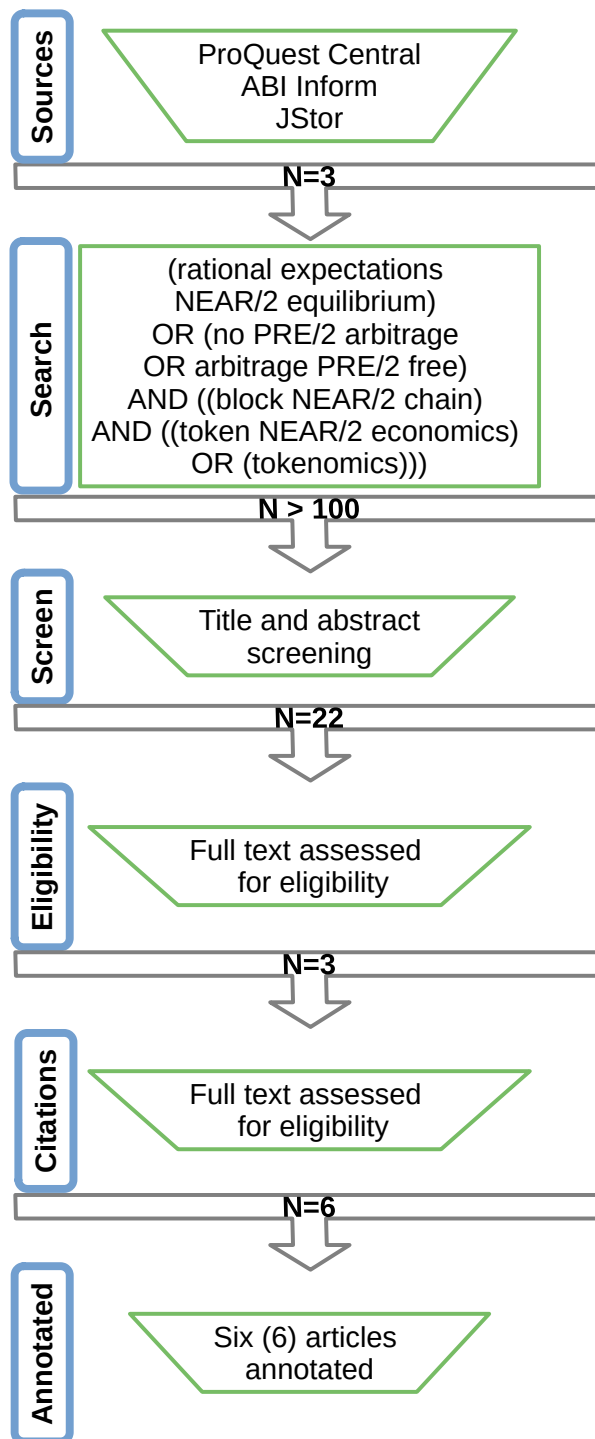 Sources
ProQuest Central
ABI Inform
JStor
N=3
Search
(rational expectations
NEAR/2 equilibrium)
OR (no PRE/2 arbitrage
OR arbitrage PRE/2 free)
AND ((block NEAR/2 chain)
AND ((token NEAR/2 economics)
OR (tokenomics)))
N > 100
Screen
Title and abstract
screening
N=22
Eligibility
Full text assessed
for eligibility
N=3
Citations
Full text assessed
for eligibility
N=6
Annotated
Six (6) articles
annotated